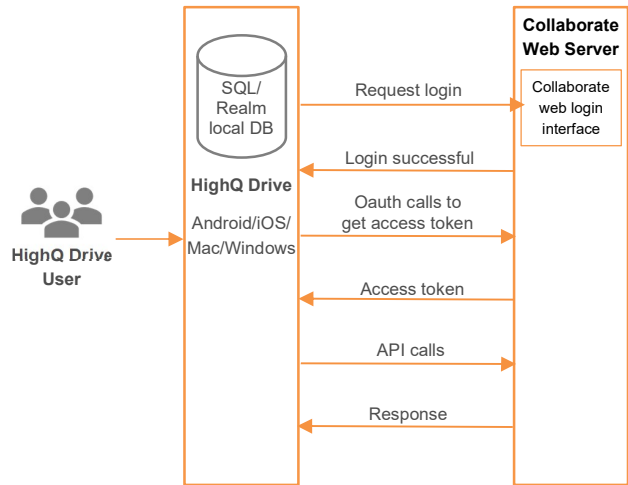 Collaborate
Web Server
SQL/
Realm
local DB
Request login
Collaborate
web login
interface
Login successful
HighQ Drive
Oauth calls to
get access token
Android/iOS/
Mac/Windows
HighQ Drive
User
Access token
API calls
Response